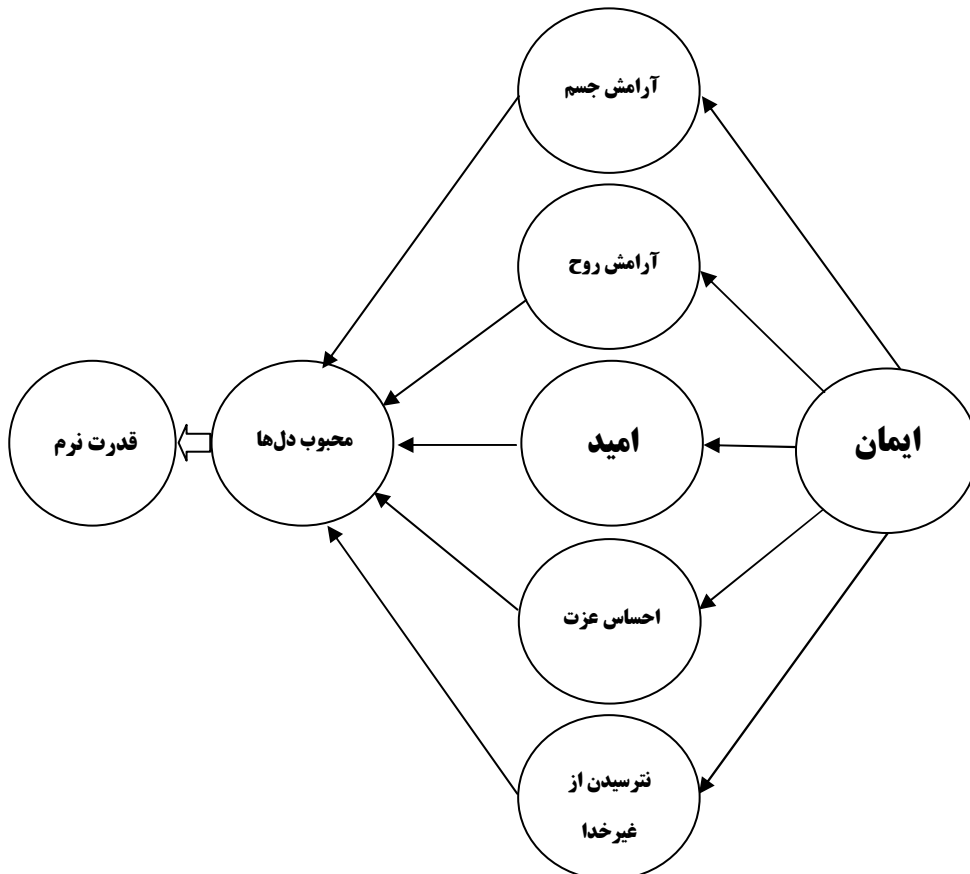 آرامش جسم
آرامش روح
ایمان
امید
محبوب دل‌ها
قدرت نرم
احساس عزت
نترسیدن از
غیرخدا